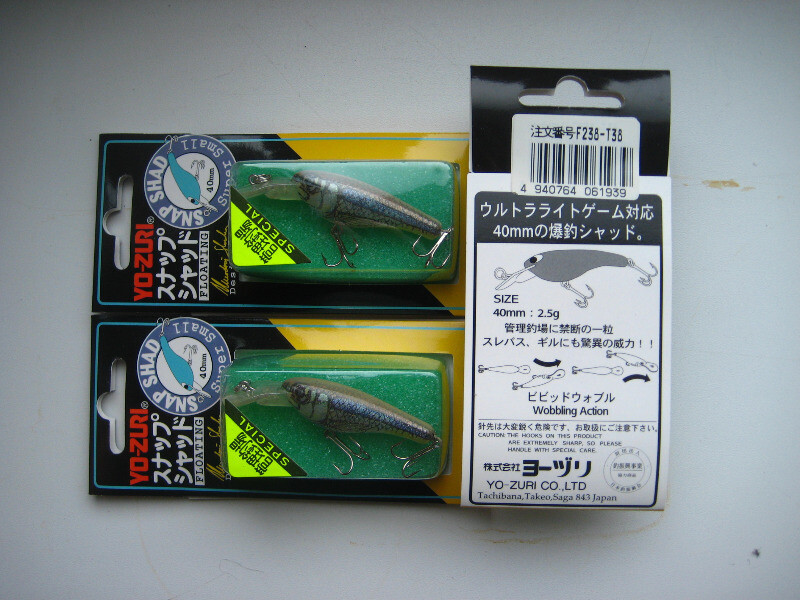 YO-ZURI®
スナップ
シャッド
FLOATING
SNAP SHAD
Super Small
40mm
SPECIAL
YO-ZURI®
スナップ
シャッド
FLOATING
SNAP SHAD
Super Small
40mm
SPECIAL
注文番号F238-T38
4 940764 061939
ウルトラライトゲーム対応
40mmの爆釣シャッド。
SIZE
40mm:2.5g
管理釣場に禁断の一粒
スレバス、ギルにも驚異の威力!!
ビビッドウォブル
Wobbling Action
針先は大変鋭く危険です、お取扱にご注意下さい。
CAUTION: THE HOOKS ON THIS PRODUCT
ARE EXTREMELY SHARP, SO PLEASE
HANDLE WITH SPECIAL CARE.
株式会社 ヨーヅリ
YO-ZURI CO.,LTD
Tachibana,Takeo,Saga 843 Japan